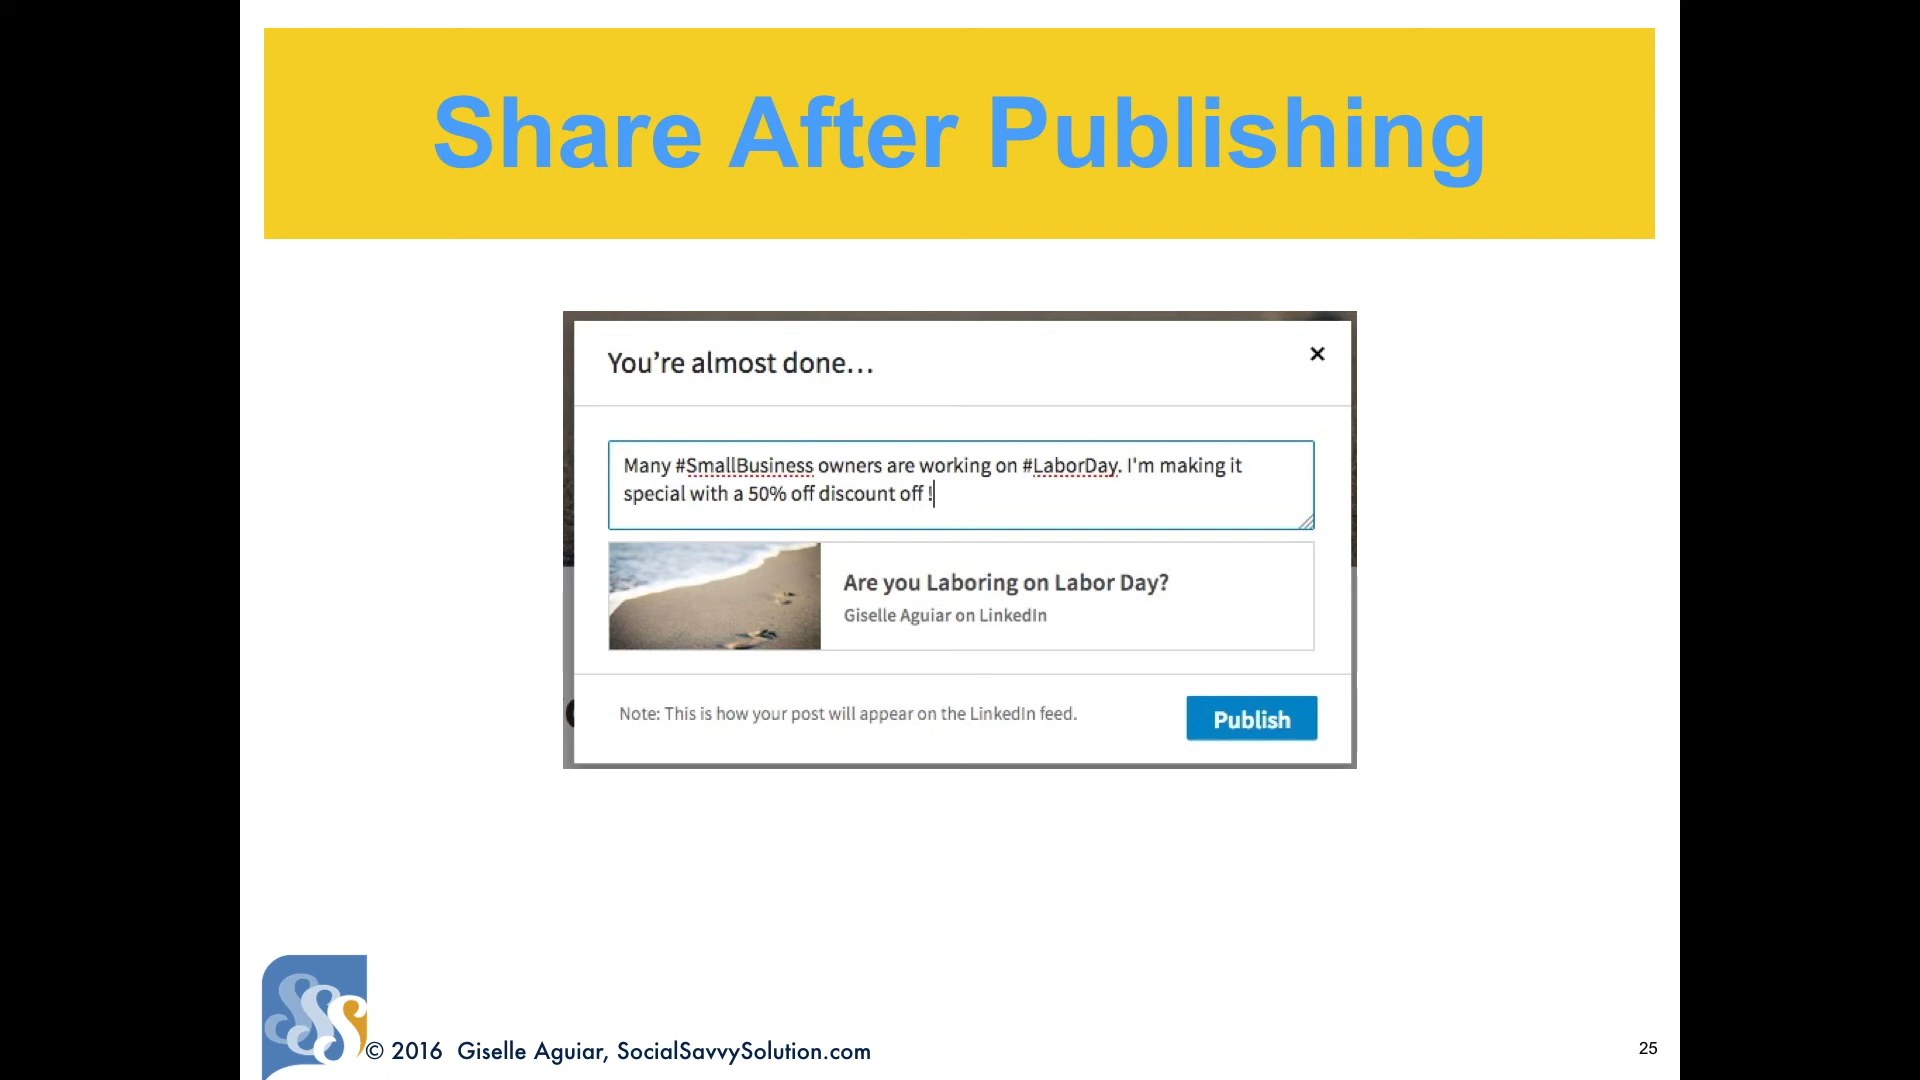 Share After Publishing
You're almost done…
Many #SmallBusiness owners are working on #LaborDay. I'm making it
special with a 50% off discount off !
Are you Laboring on Labor Day?
Giselle Aguiar on LinkedIn
Note: This is how your post will appear on the LinkedIn feed.
Publish
SSS
© 2016 Giselle Aguiar, SocialSavvySolution.com
25